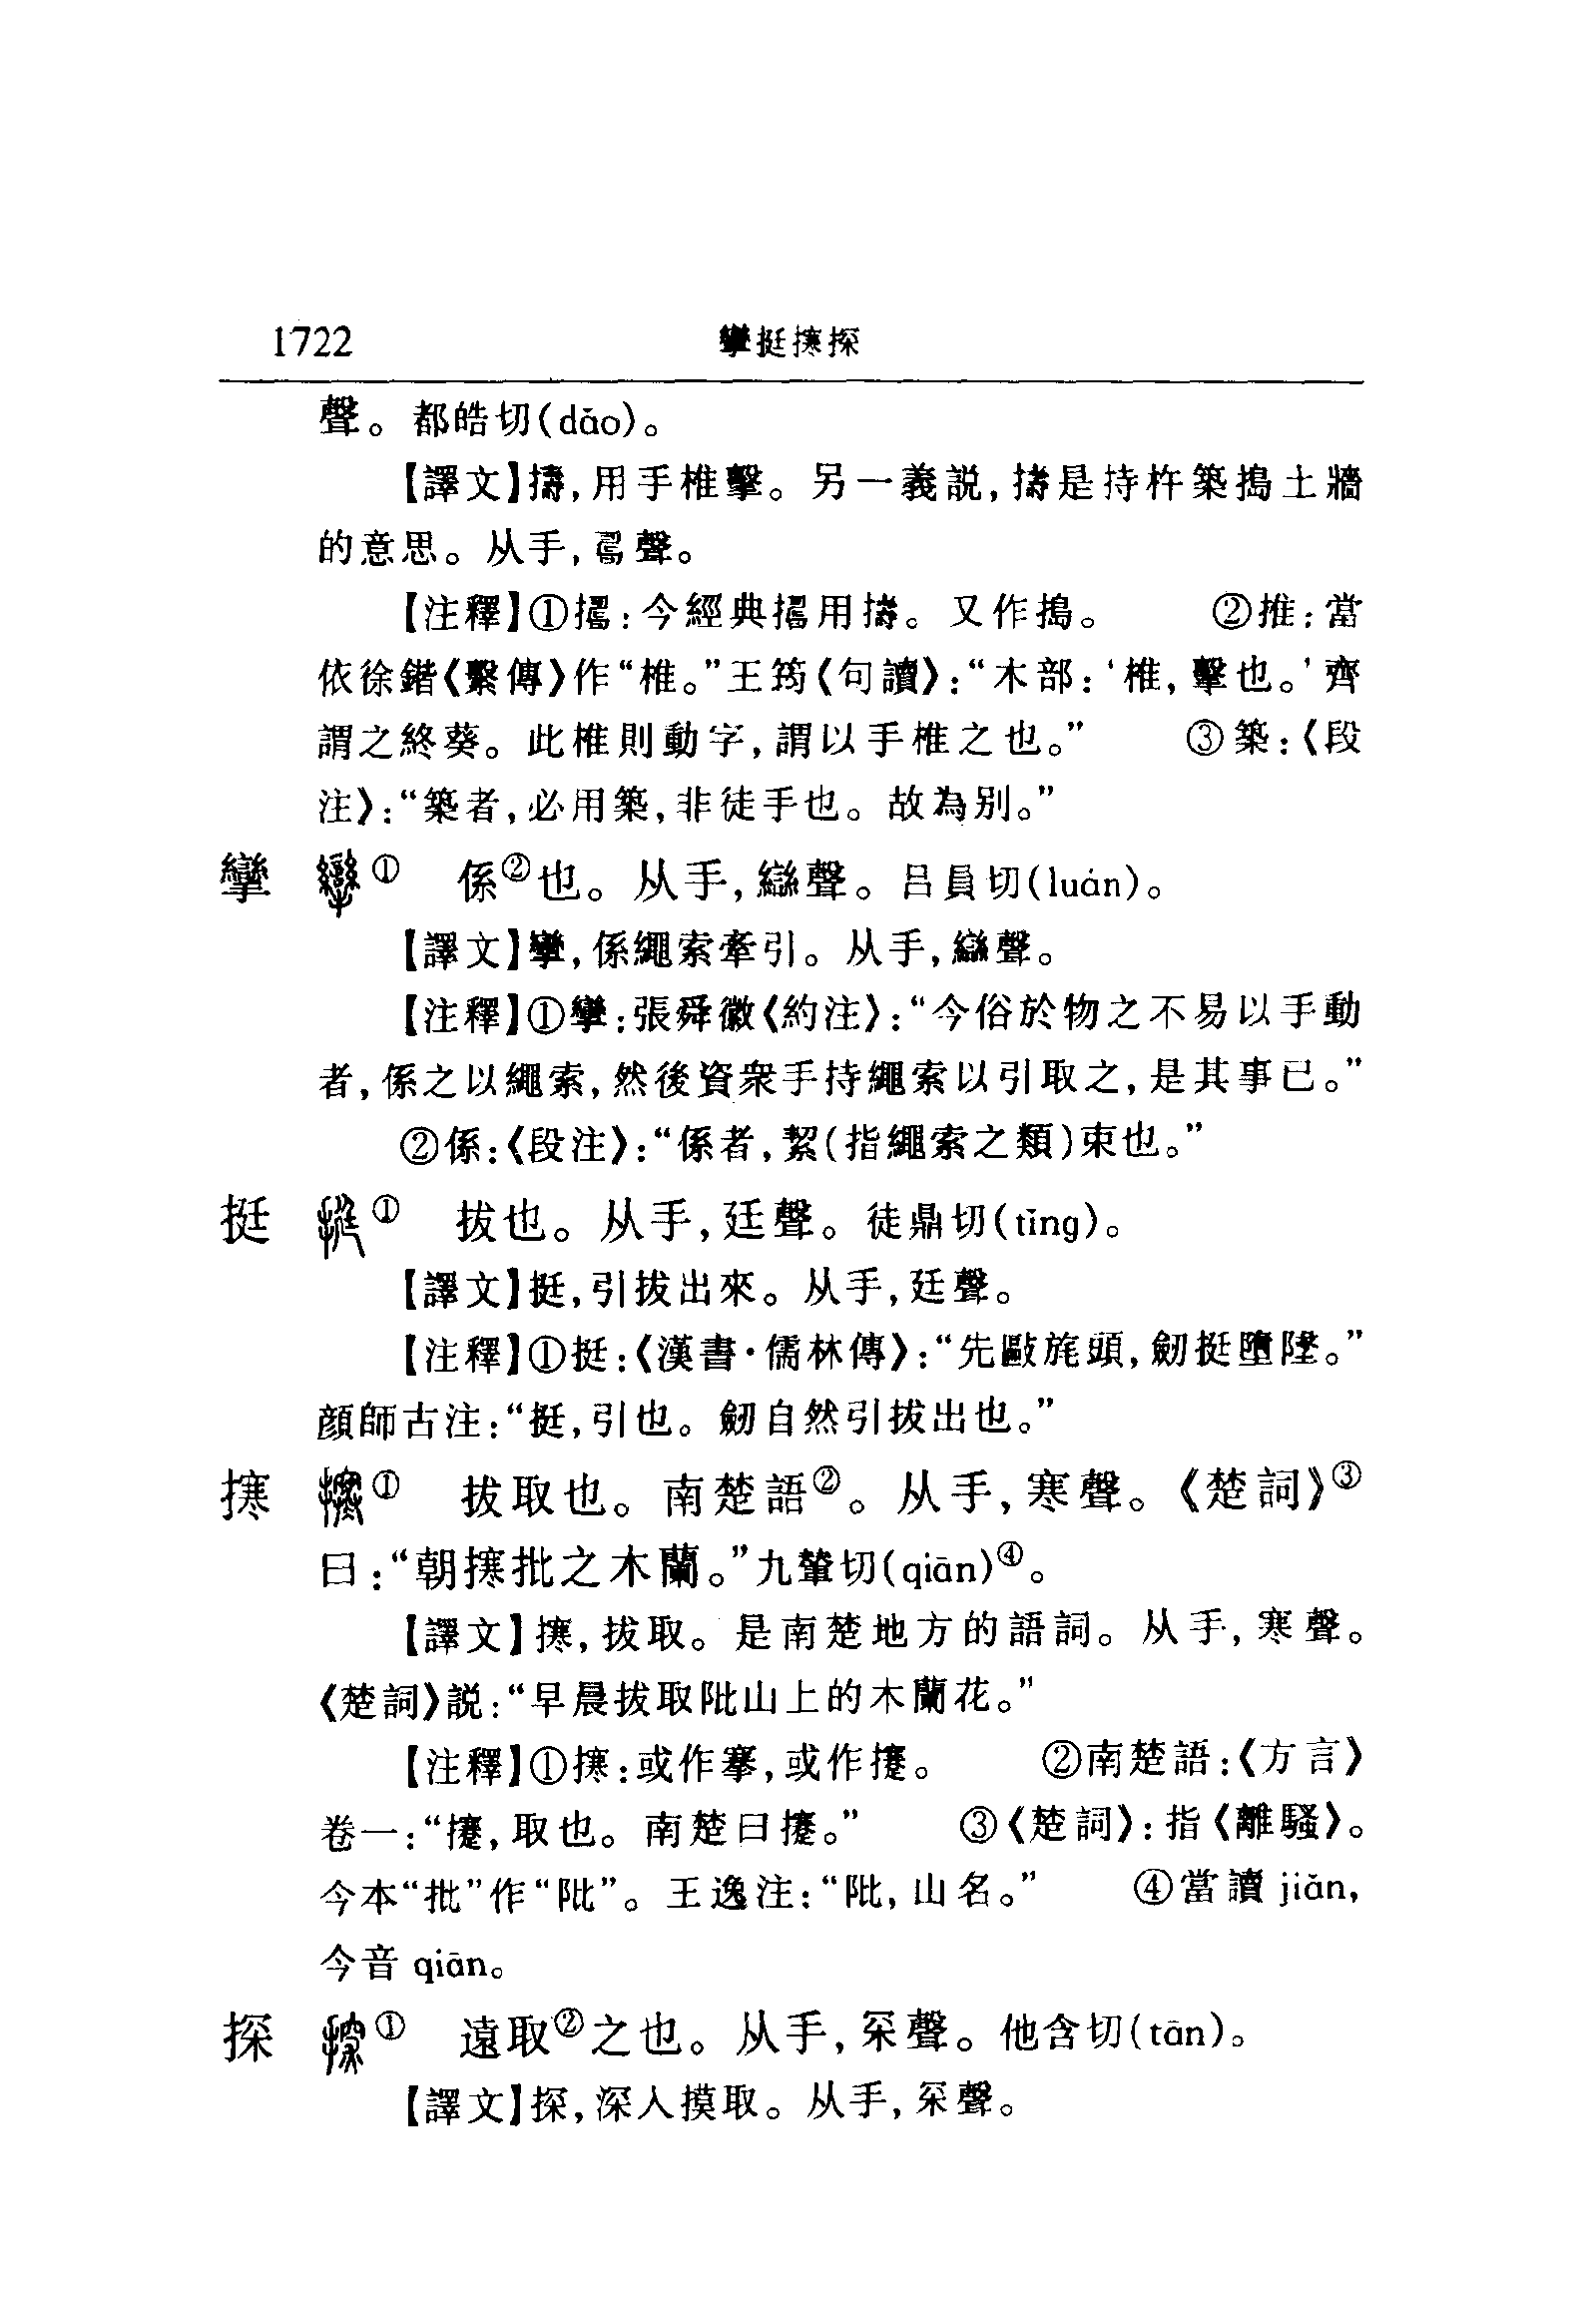 1722 攣挺㩃探
聲。都皓切(dǎo)。
【譯文】擣,用手椎擊。另一義説,擣是持杵築搗土牆
的意思。从手,𠷎聲。
【注釋】①㨶:今經典㨶用擣。又作搗。 ②推:當
依徐鍇《繫傳》作“椎。”王筠《句讀》:“木部:‘椎,擊也。’齊
謂之終葵。此椎則動字,謂以手椎之也。” ③築:《段
注》:“築者,必用築,非徒手也。故為别。”
攣 ① 係②也。从手,䜌聲。吕員切(luán)。
【譯文】攣,係繩索牽引。从手,䜌聲。
【注釋】①攣:張舜徽《約注》:“今俗於物之不易以手動
者,係之以繩索,然後資衆手持繩索以引取之,是其事已。”
②係:《段注》:“係者,絜(指繩索之類)束也。”
挺 ① 拔也。从手,廷聲。徒鼎切(tǐng)。
【譯文】挺,引拔出來。从手,廷聲。
【注釋】①挺:《漢書·儒林傳》:“先敺旄頭,劒挺墮墜。”
顔師古注:“挺,引也。劒自然引拔出也。”
㩃 ① 拔取也。南楚語②。从手,寒聲。《楚詞》③
曰:“朝㩃批之木蘭。”九輦切(qiān)④。
【譯文】㩃,拔取。是南楚地方的語詞。从手,寒聲。
《楚詞》説:“早晨拔取阰山上的木蘭花。”
【注釋】①㩃:或作搴,或作攓。 ②南楚語:《方言》
卷一:“攓,取也。南楚曰攓。” ③《楚詞》:指《離騷》。
今本“批”作“阰”。王逸注:“阰,山名。” ④當讀jiǎn,
今音qiān。
探 ① 遠取②之也。从手,罙聲。他含切(tān)。
【譯文】探,深入摸取。从手,罙聲。